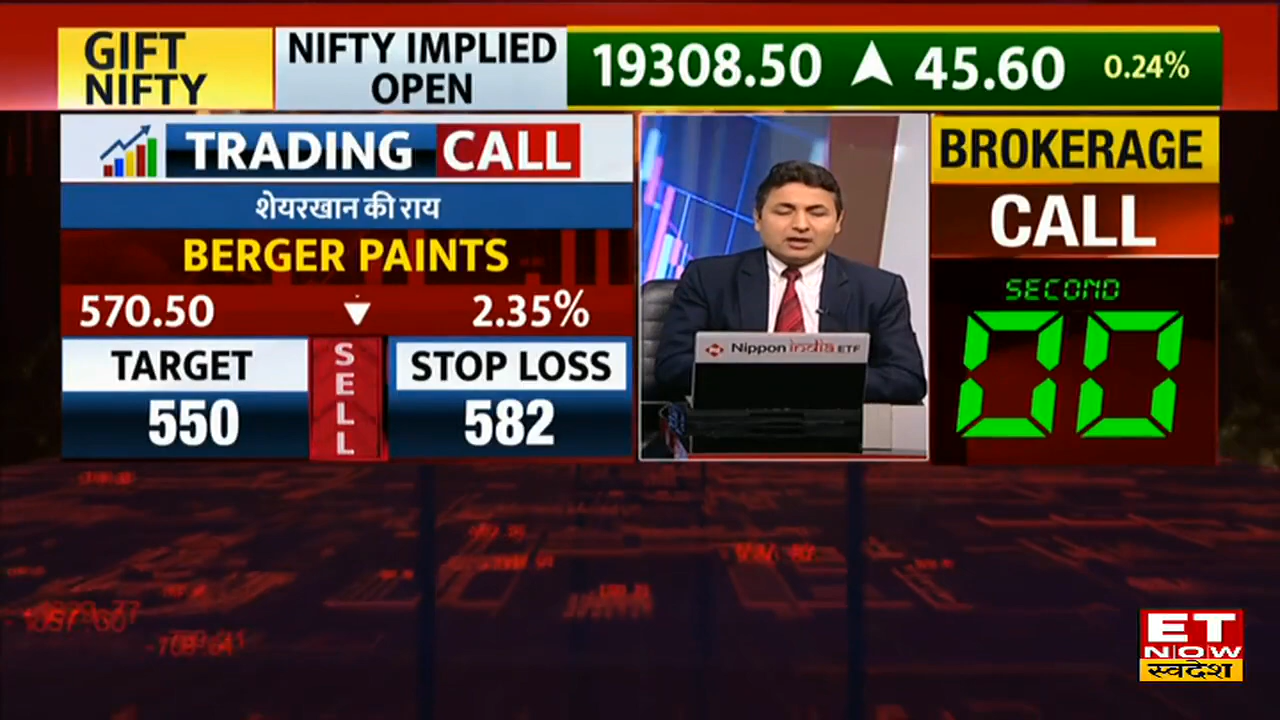 GIFT
NIFTY
NIFTY IMPLIED
OPEN
19308.50 ▲ 45.60 0.24%
TRADING CALL
शेयरखान की राय
BERGER PAINTS
570.50 ▼ 2.35%
TARGET
550
SELL
STOP LOSS
582
Nippon india ETF
BROKERAGE
CALL
SECOND
00
ET
NOW
स्वदेश